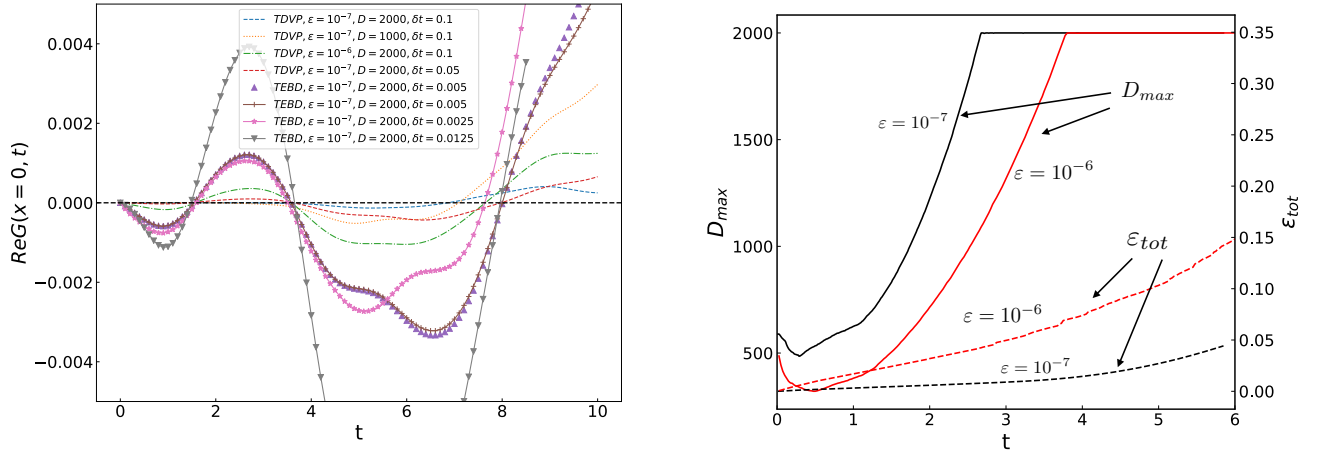 TDVP, ε = 10⁻⁷, D = 2000, δt = 0.1
TDVP, ε = 10⁻⁷, D = 1000, δt = 0.1
TDVP, ε = 10⁻⁶, D = 2000, δt = 0.1
TDVP, ε = 10⁻⁷, D = 2000, δt = 0.05
TEBD, ε = 10⁻⁷, D = 2000, δt = 0.005
TEBD, ε = 10⁻⁷, D = 2000, δt = 0.005
TEBD, ε = 10⁻⁷, D = 2000, δt = 0.0025
TEBD, ε = 10⁻⁷, D = 2000, δt = 0.0125
0.004
0.002
0.000
−0.002
−0.004
ReG(x = 0, t)
0 2 4 6 8 10
t
2000
1500
1000
500
D_max
0.35
0.30
0.25
0.20
0.15
0.10
0.05
0.00
ε_tot
D_max
ε = 10⁻⁷
ε = 10⁻⁶
ε_tot
ε = 10⁻⁶
ε = 10⁻⁷
0 1 2 3 4 5 6
t